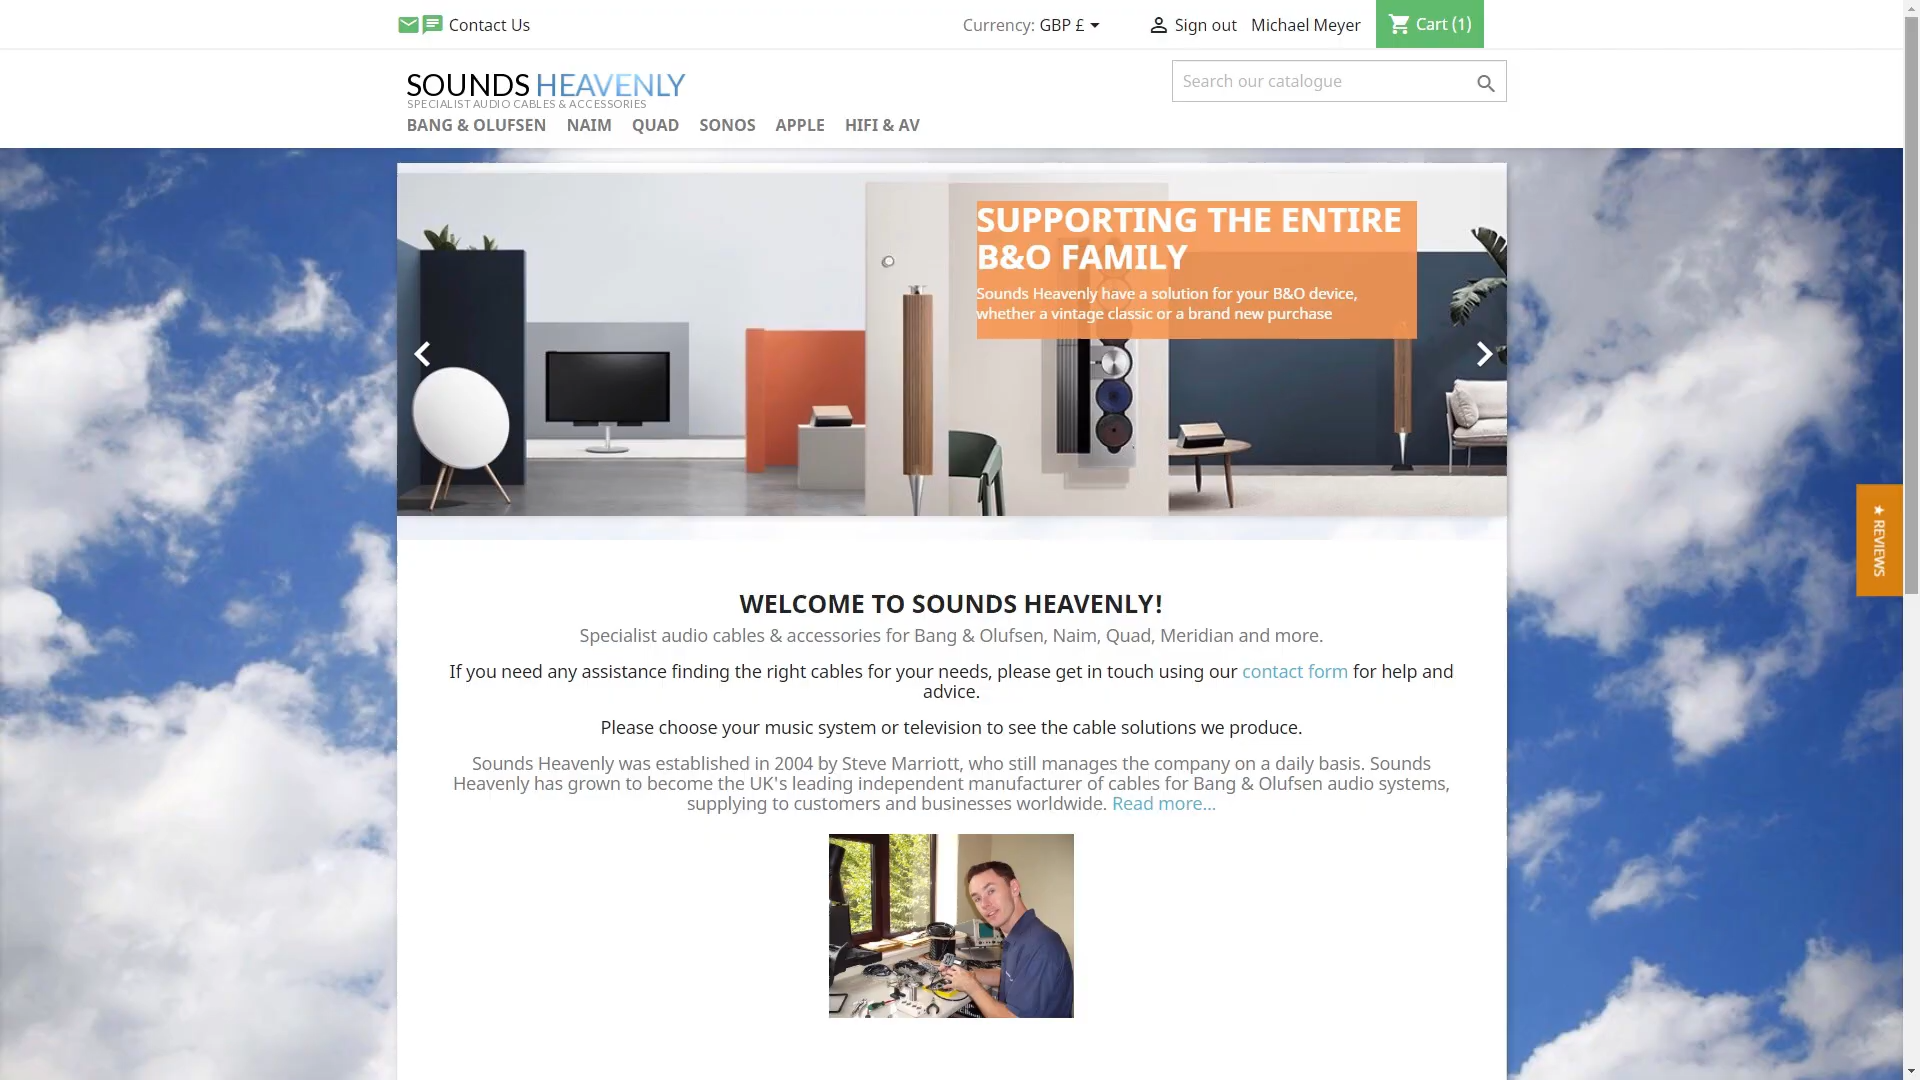 Contact Us
Currency: GBP £
Sign out
Michael Meyer
Cart (1)
SOUNDS HEAVENLY
SPECIALIST AUDIO CABLES & ACCESSORIES
Search our catalogue
BANG & OLUFSEN NAIM QUAD SONOS APPLE HIFI & AV
SUPPORTING THE ENTIRE
B&O FAMILY
Sounds Heavenly have a solution for your B&O device,
whether a vintage classic or a brand new purchase
★ REVIEWS
WELCOME TO SOUNDS HEAVENLY!
Specialist audio cables & accessories for Bang & Olufsen, Naim, Quad, Meridian and more.
If you need any assistance finding the right cables for your needs, please get in touch using our contact form for help and
advice.
Please choose your music system or television to see the cable solutions we produce.
Sounds Heavenly was established in 2004 by Steve Marriott, who still manages the company on a daily basis. Sounds
Heavenly has grown to become the UK's leading independent manufacturer of cables for Bang & Olufsen audio systems,
supplying to customers and businesses worldwide. Read more...